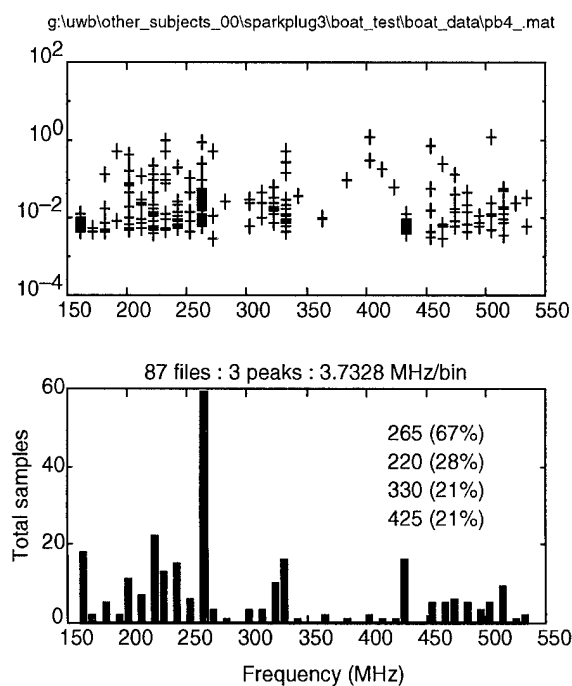 g:\uwb\other_subjects_00\sparkplug3\boat_test\boat_data\pb4_.mat
10^2
10^0
10^-2
10^-4
150 200 250 300 350 400 450 500 550
87 files : 3 peaks : 3.7328 MHz/bin
60
40
20
0
Total samples
265 (67%)
220 (28%)
330 (21%)
425 (21%)
150 200 250 300 350 400 450 500 550
Frequency (MHz)